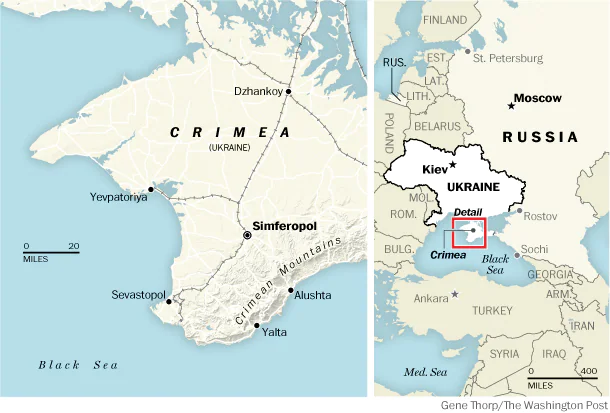 Dzhankoy
CRIMEA
(UKRAINE)
Yevpatoriya
Simferopol
0 20
MILES
Crimean Mountains
Sevastopol
Alushta
Yalta
Black Sea
FINLAND
EST.
St. Petersburg
RUS.
LAT.
LITH.
Moscow
POLAND
BELARUS
RUSSIA
Kiev
UKRAINE
MOL.
ROM.
Detail
Rostov
BULG.
Crimea
Black
Sea
Sochi
GEORGIA
Ankara
ARM.
TURKEY
IRAN
SYRIA
IRAQ
Med. Sea
0 400
MILES
Gene Thorp/The Washington Post